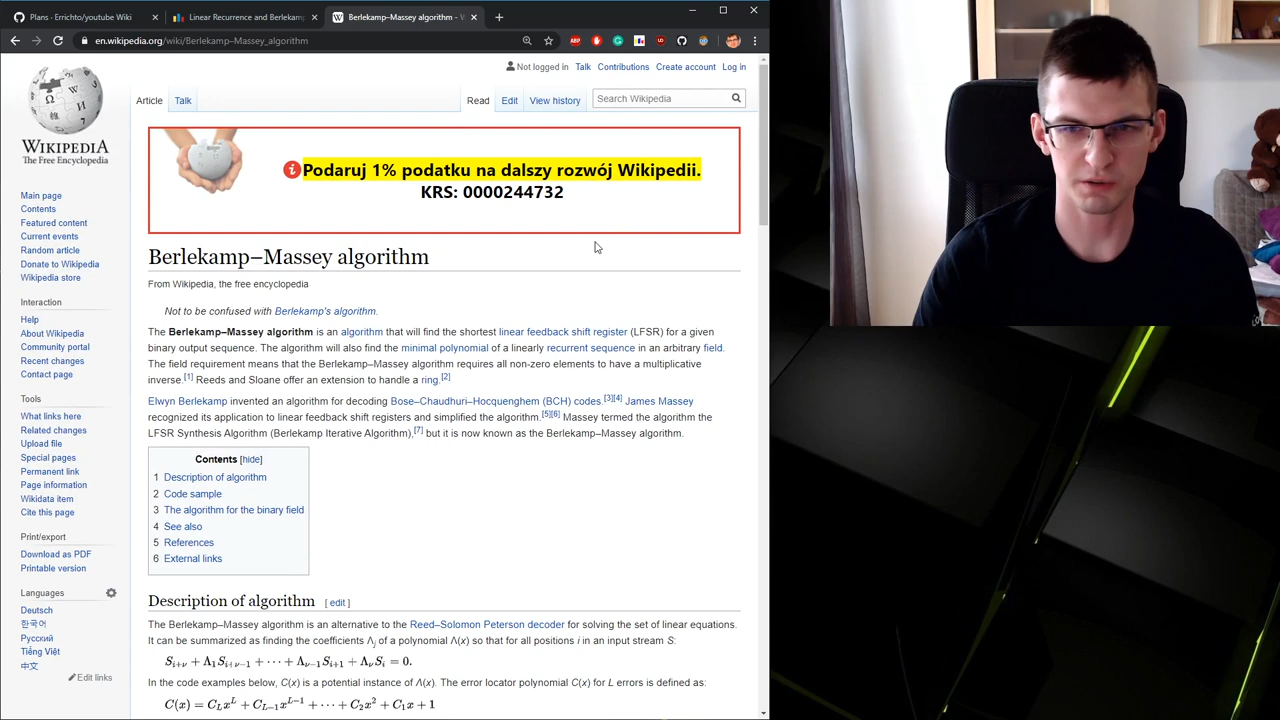 Plans - Errichto/youtube Wiki
Linear Recurrence and Berlekamp
Berlekamp–Massey algorithm - W
en.wikipedia.org/wiki/Berlekamp–Massey_algorithm
Not logged in Talk Contributions Create account Log in
Article Talk Read Edit View history Search Wikipedia
WIKIPEDIA
The Free Encyclopedia
Podaruj 1% podatku na dalszy rozwój Wikipedii.
KRS: 0000244732
Main page
Contents
Featured content
Current events
Random article
Donate to Wikipedia
Wikipedia store
Interaction
Help
About Wikipedia
Community portal
Recent changes
Contact page
Tools
What links here
Related changes
Upload file
Special pages
Permanent link
Page information
Wikidata item
Cite this page
Print/export
Download as PDF
Printable version
Languages
Deutsch
한국어
Русский
Tiếng Việt
中文
Edit links
Berlekamp–Massey algorithm
From Wikipedia, the free encyclopedia
Not to be confused with Berlekamp's algorithm.
The Berlekamp–Massey algorithm is an algorithm that will find the shortest linear feedback shift register (LFSR) for a given
binary output sequence. The algorithm will also find the minimal polynomial of a linearly recurrent sequence in an arbitrary field.
The field requirement means that the Berlekamp–Massey algorithm requires all non-zero elements to have a multiplicative
inverse.[1] Reeds and Sloane offer an extension to handle a ring.[2]
Elwyn Berlekamp invented an algorithm for decoding Bose–Chaudhuri–Hocquenghem (BCH) codes.[3][4] James Massey
recognized its application to linear feedback shift registers and simplified the algorithm.[5][6] Massey termed the algorithm the
LFSR Synthesis Algorithm (Berlekamp Iterative Algorithm),[7] but it is now known as the Berlekamp–Massey algorithm.
Contents [hide]
1 Description of algorithm
2 Code sample
3 The algorithm for the binary field
4 See also
5 References
6 External links
Description of algorithm [ edit ]
The Berlekamp–Massey algorithm is an alternative to the Reed–Solomon Peterson decoder for solving the set of linear equations.
It can be summarized as finding the coefficients Λj of a polynomial Λ(x) so that for all positions i in an input stream S:
Si+ν + Λ1Si+ν−1 + ⋯ + Λν−1Si+1 + ΛνSi = 0.
In the code examples below, C(x) is a potential instance of Λ(x). The error locator polynomial C(x) for L errors is defined as:
C(x) = CLx^L + CL−1x^L−1 + ⋯ + C2x² + C1x + 1